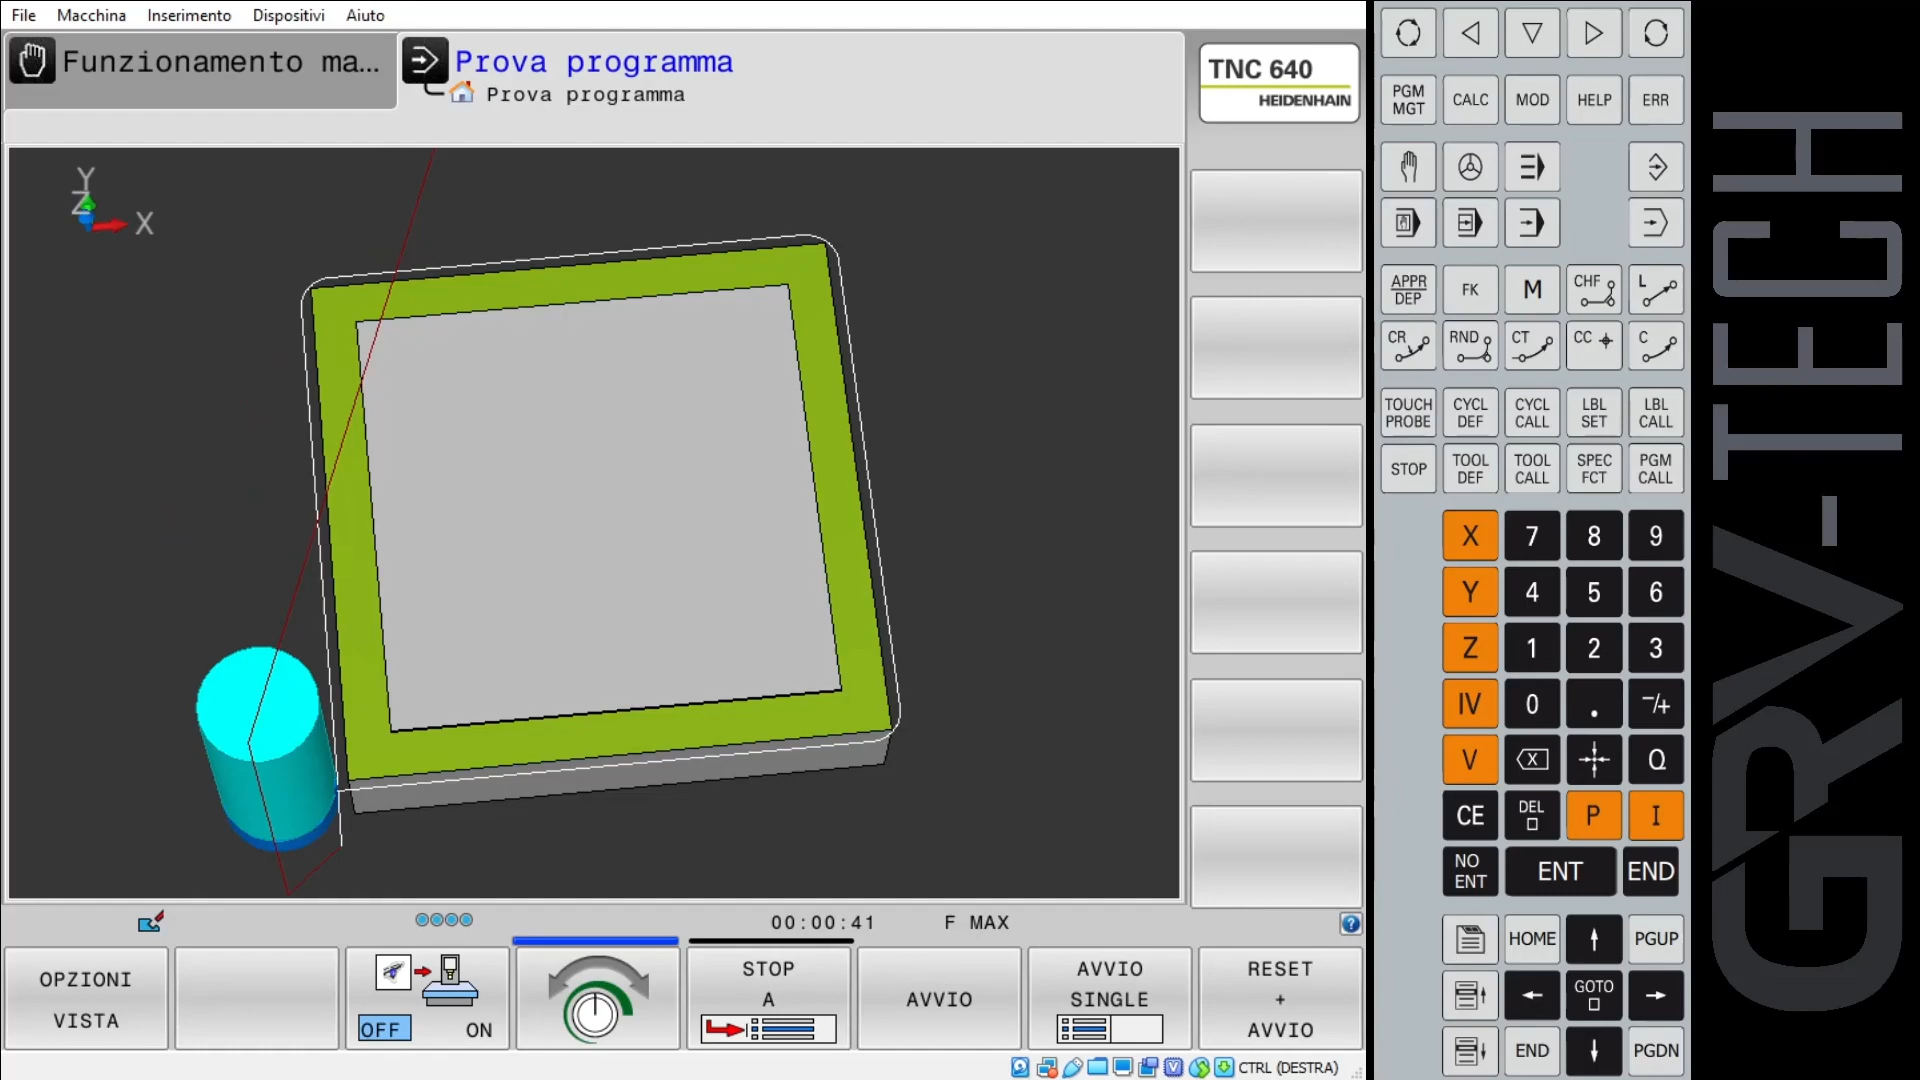 File Macchina Inserimento Dispositivi Aiuto
Funzionamento ma...
Prova programma
Prova programma
TNC 640
HEIDENHAIN
Y
Z
X
00:00:41 F MAX
OPZIONI
VISTA
OFF ON
STOP
A
AVVIO
AVVIO
SINGLE
RESET
+
AVVIO
CTRL (DESTRA)
PGM
MGT
CALC
MOD
HELP
ERR
APPR
DEP
FK
M
CHF
L
CR
RND
CT
CC
C
TOUCH
PROBE
CYCL
DEF
CYCL
CALL
LBL
SET
LBL
CALL
STOP
TOOL
DEF
TOOL
CALL
SPEC
FCT
PGM
CALL
X 7 8 9
Y 4 5 6
Z 1 2 3
IV 0 . -/+
V X Q
CE
DEL
P I
NO
ENT
ENT
END
HOME
PGUP
GOTO
END
PGDN
GRV-TECH